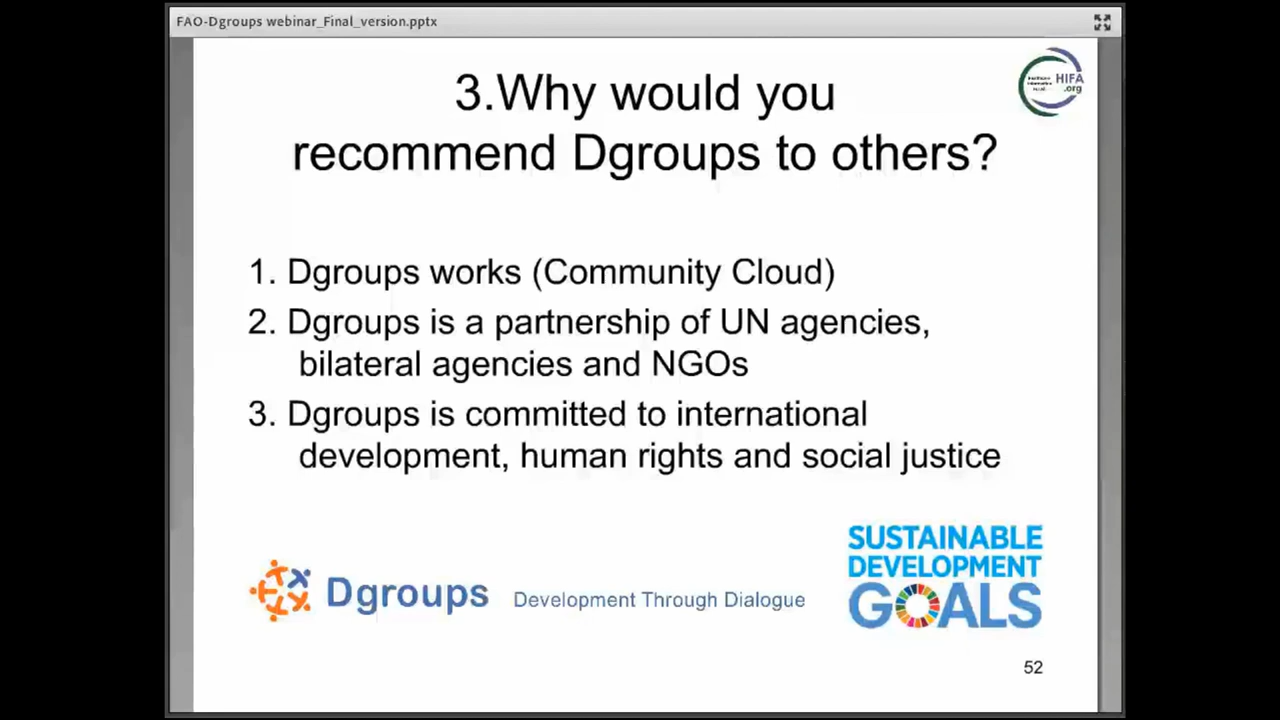 FAO-Dgroups webinar_Final_version.pptx
HIFA
.org
3.Why would you
recommend Dgroups to others?
1. Dgroups works (Community Cloud)
2. Dgroups is a partnership of UN agencies,
bilateral agencies and NGOs
3. Dgroups is committed to international
development, human rights and social justice
Dgroups Development Through Dialogue
SUSTAINABLE
DEVELOPMENT
GOALS
52